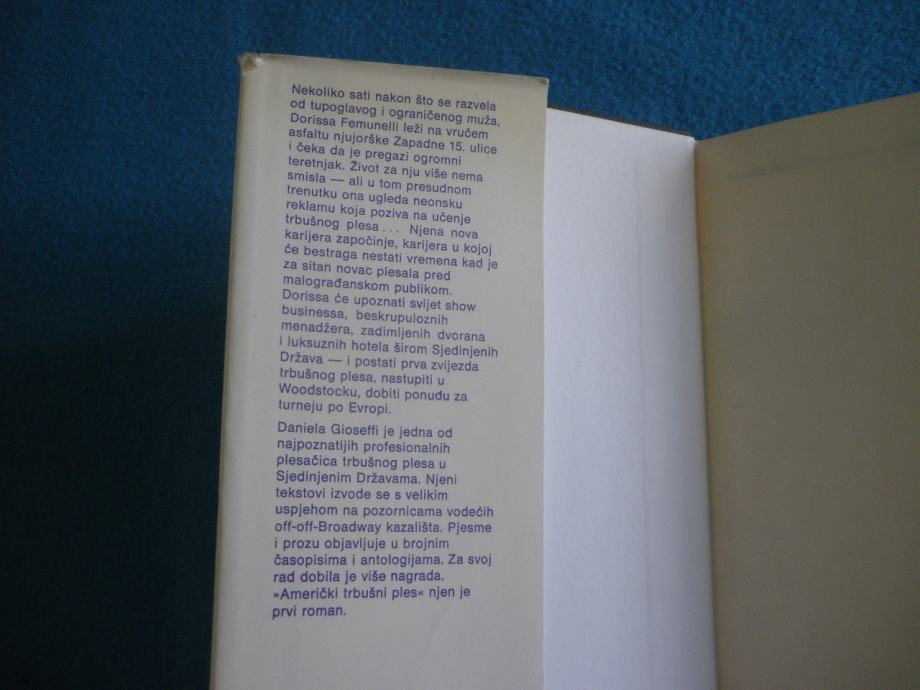 Nekoliko sati nakon što se razvela
od tupoglavog i ograničenog muža,
Dorissa Femunelli leži na vrućem
asfaltu njujorške Zapadne 15. ulice
i čeka da je pregazi ogromni
teretnjak. Život za nju više nema
smisla — ali u tom presudnom
trenutku ona ugleda neonsku
reklamu koja poziva na učenje
trbušnog plesa... Njena nova
karijera započinje, karijera u kojoj
će bestraga nestati vremena kad je
za sitan novac plesala pred
malograđanskom publikom.
Dorissa će upoznati svijet show
businessa, beskrupuloznih
menadžera, zadimljenih dvorana
i luksuznih hotela širom Sjedinjenih
Država — i postati prva zvijezda
trbušnog plesa, nastupiti u
Woodstocku, dobiti ponudu za
turneju po Evropi.
Daniela Gioseffi je jedna od
najpoznatijih profesionalnih
plesačica trbušnog plesa u
Sjedinjenim Državama. Njeni
tekstovi izvode se s velikim
uspjehom na pozornicama vodećih
off-off-Broadway kazališta. Pjesme
i prozu objavljuje u brojnim
časopisima i antologijama. Za svoj
rad dobila je više nagrada.
»Američki trbušni ples« njen je
prvi roman.